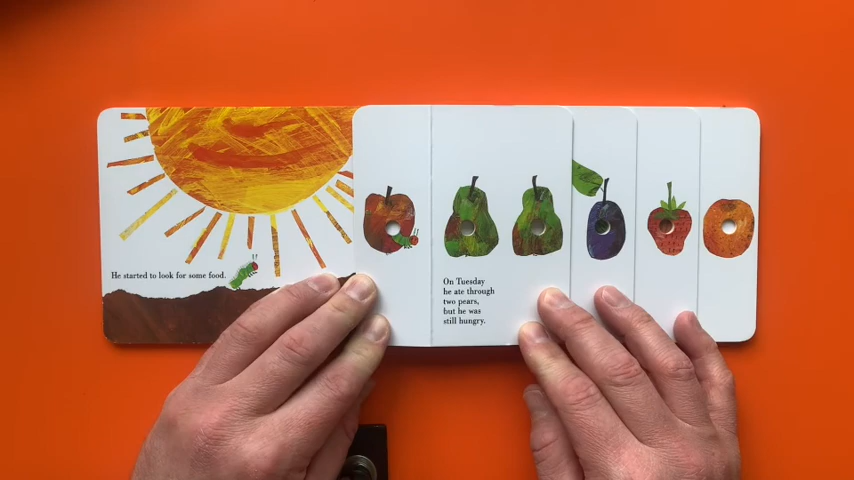 He started to look for some food.
On Tuesday
he ate through
two pears,
but he was
still hungry.